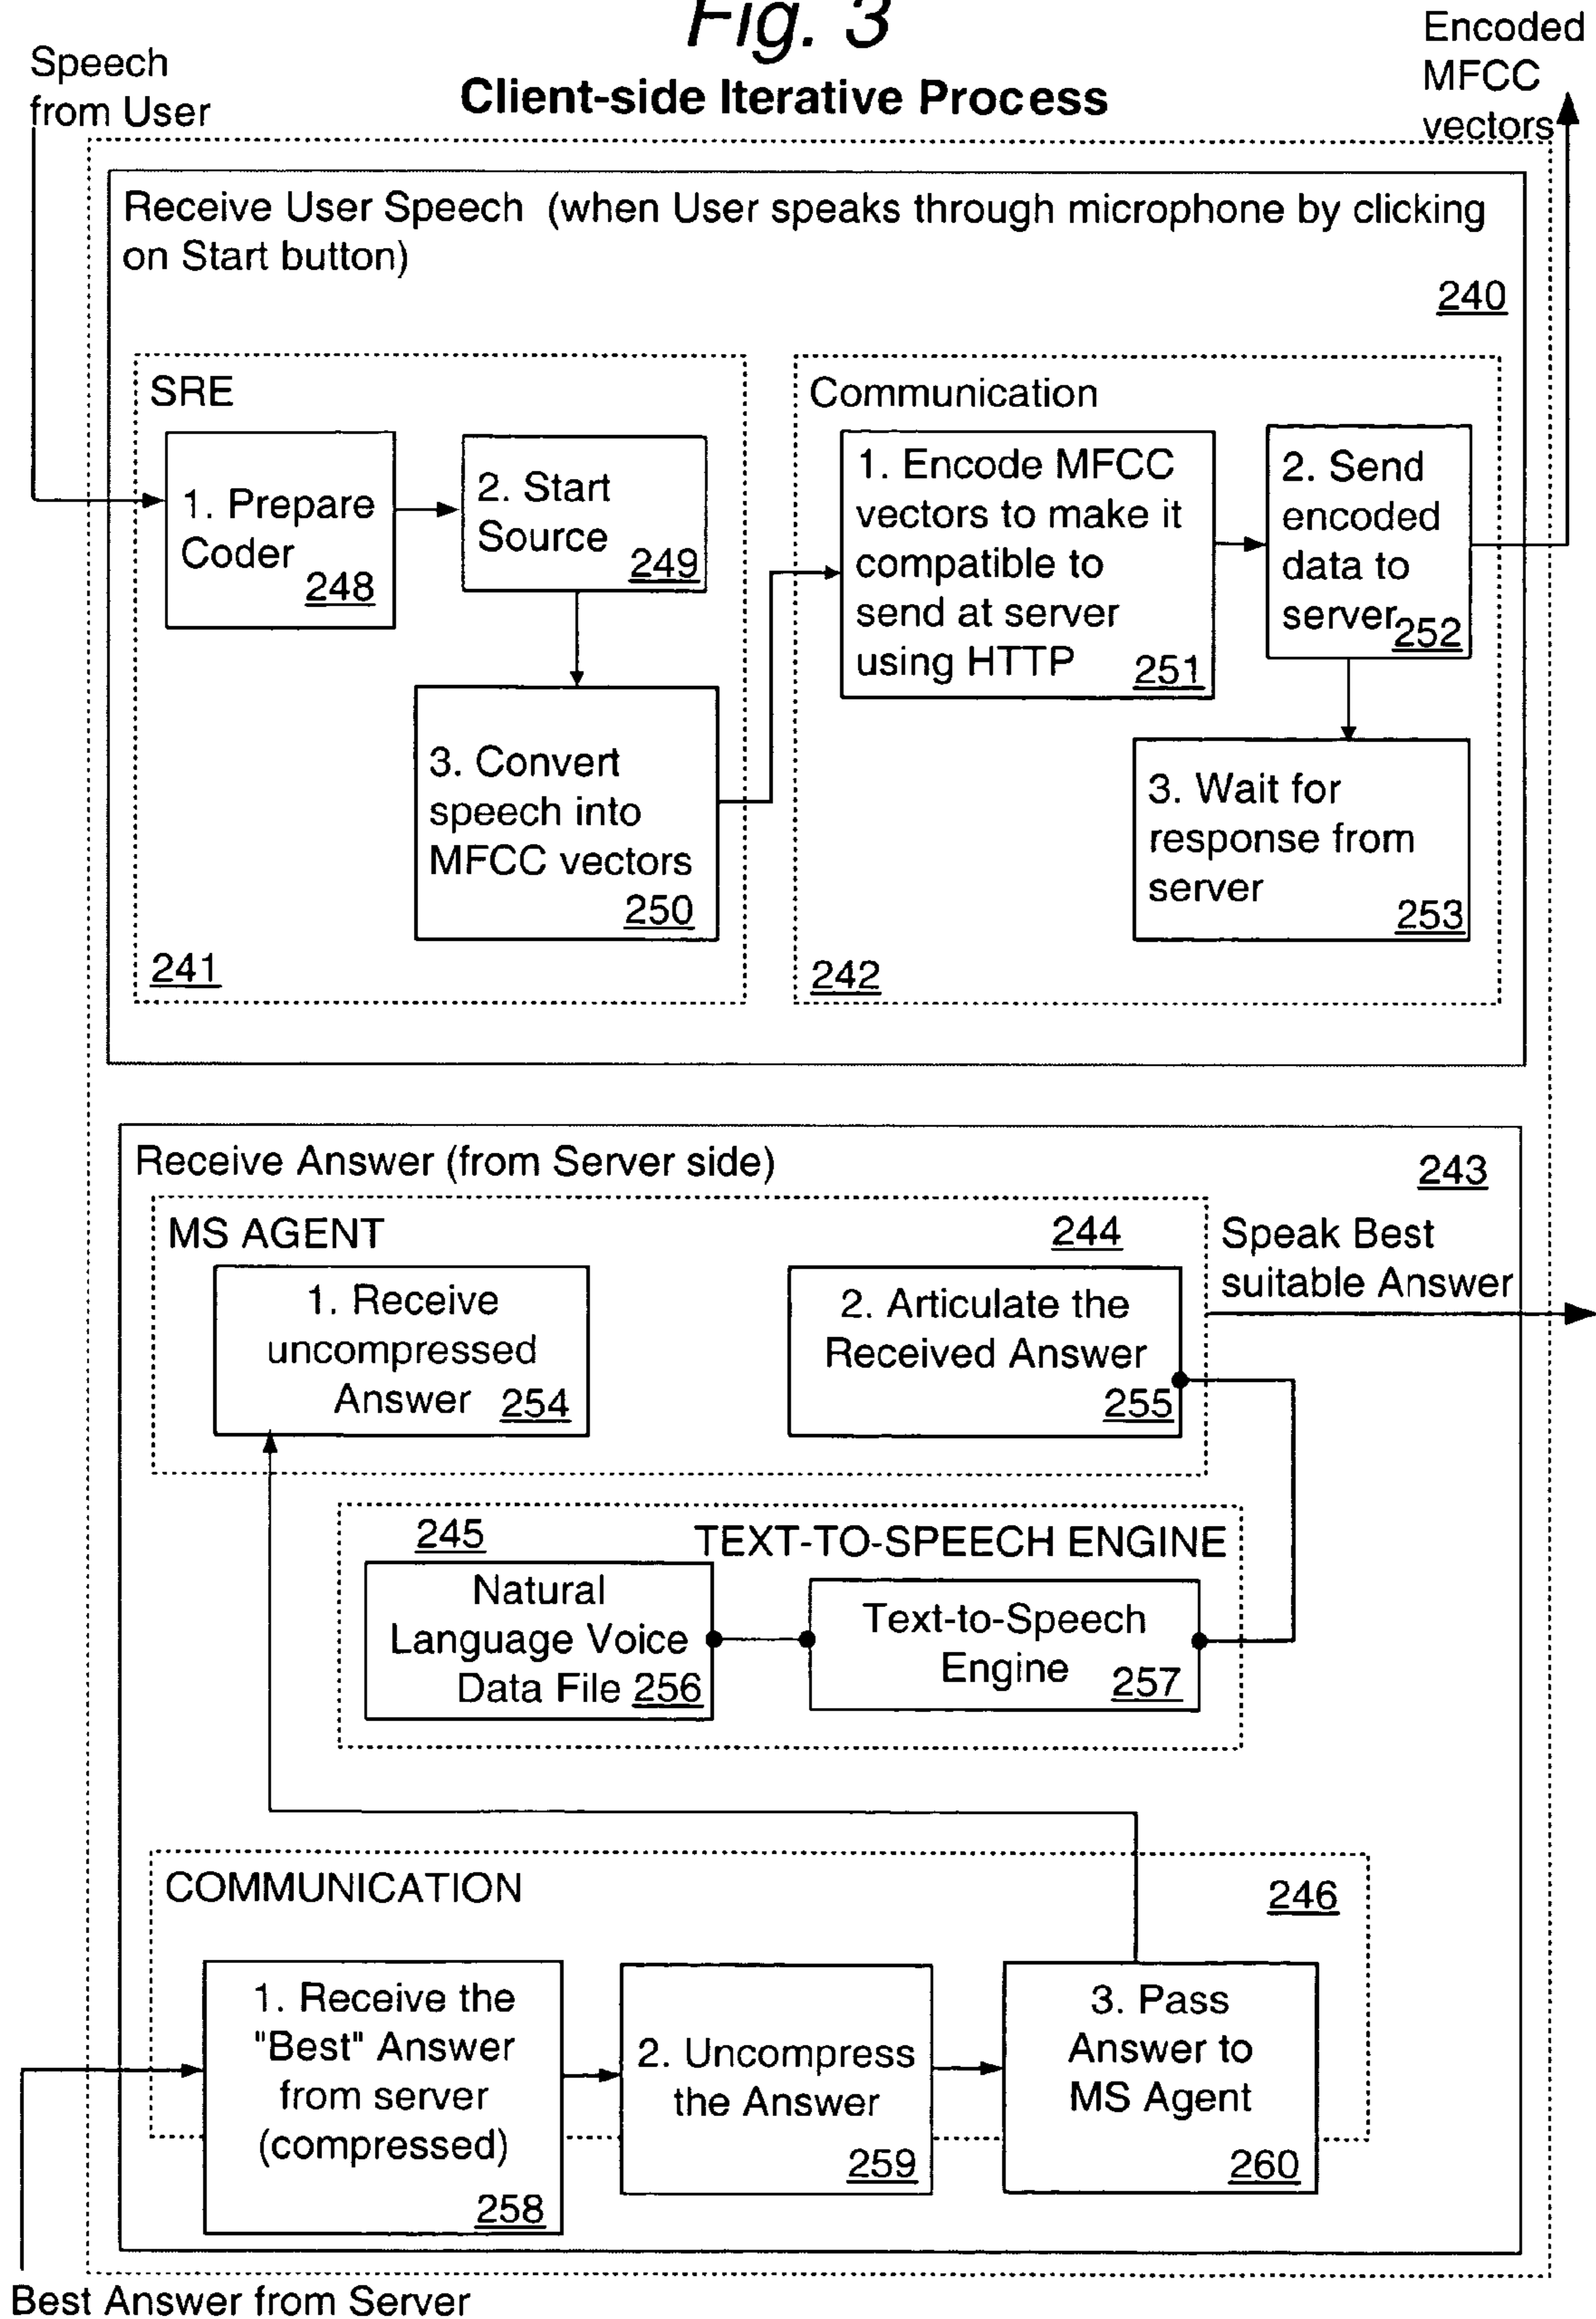 Fig. 3
Client-side Iterative Process
Speech
from User
Encoded
MFCC
vectors
Receive User Speech (when User speaks through microphone by clicking
on Start button)
240
SRE
1. Prepare
Coder
248
2. Start
Source
249
3. Convert
speech into
MFCC vectors
250
241
Communication
1. Encode MFCC
vectors to make it
compatible to
send at server
using HTTP
251
2. Send
encoded
data to
server
252
3. Wait for
response from
server
253
242
Receive Answer (from Server side)
243
MS AGENT
244
1. Receive
uncompressed
Answer 254
2. Articulate the
Received Answer
255
Speak Best
suitable Answer
245
TEXT-TO-SPEECH ENGINE
Natural
Language Voice
Data File 256
Text-to-Speech
Engine
257
COMMUNICATION
246
1. Receive the
"Best" Answer
from server
(compressed)
258
2. Uncompress
the Answer
259
3. Pass
Answer to
MS Agent
260
Best Answer from Server